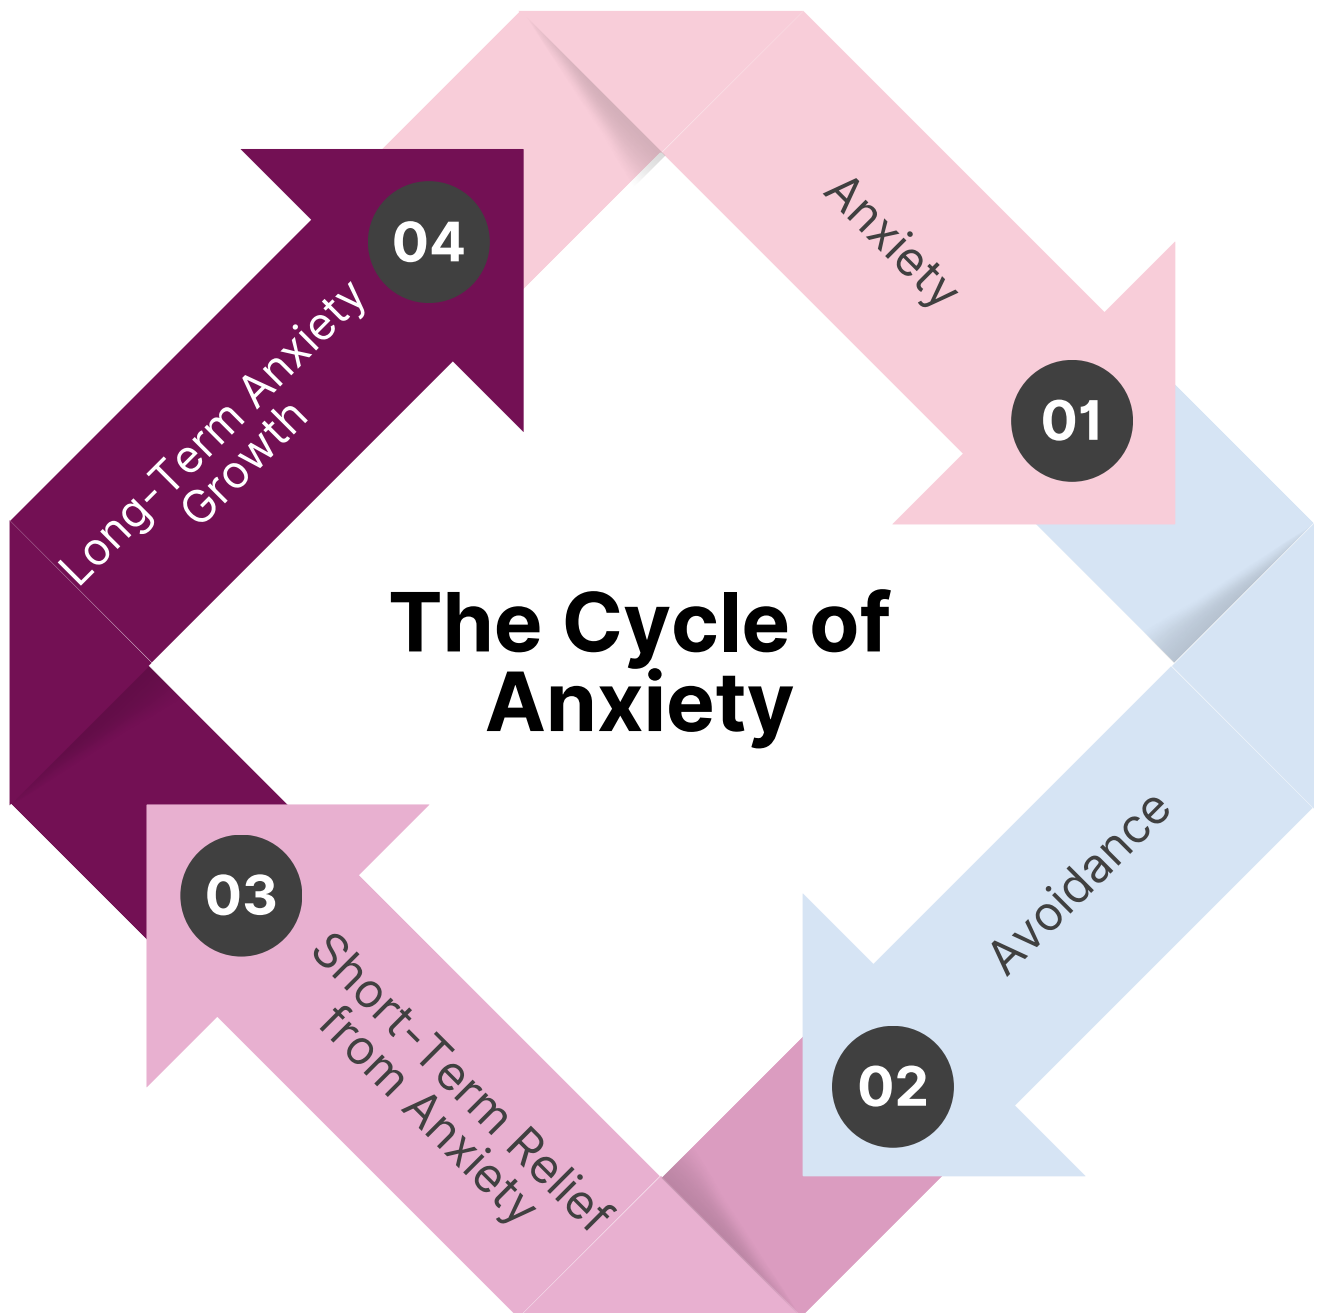 The Cycle of
Anxiety
Anxiety
01
Avoidance
02
Short-Term Relief
from Anxiety
03
Long-Term Anxiety
Growth
04